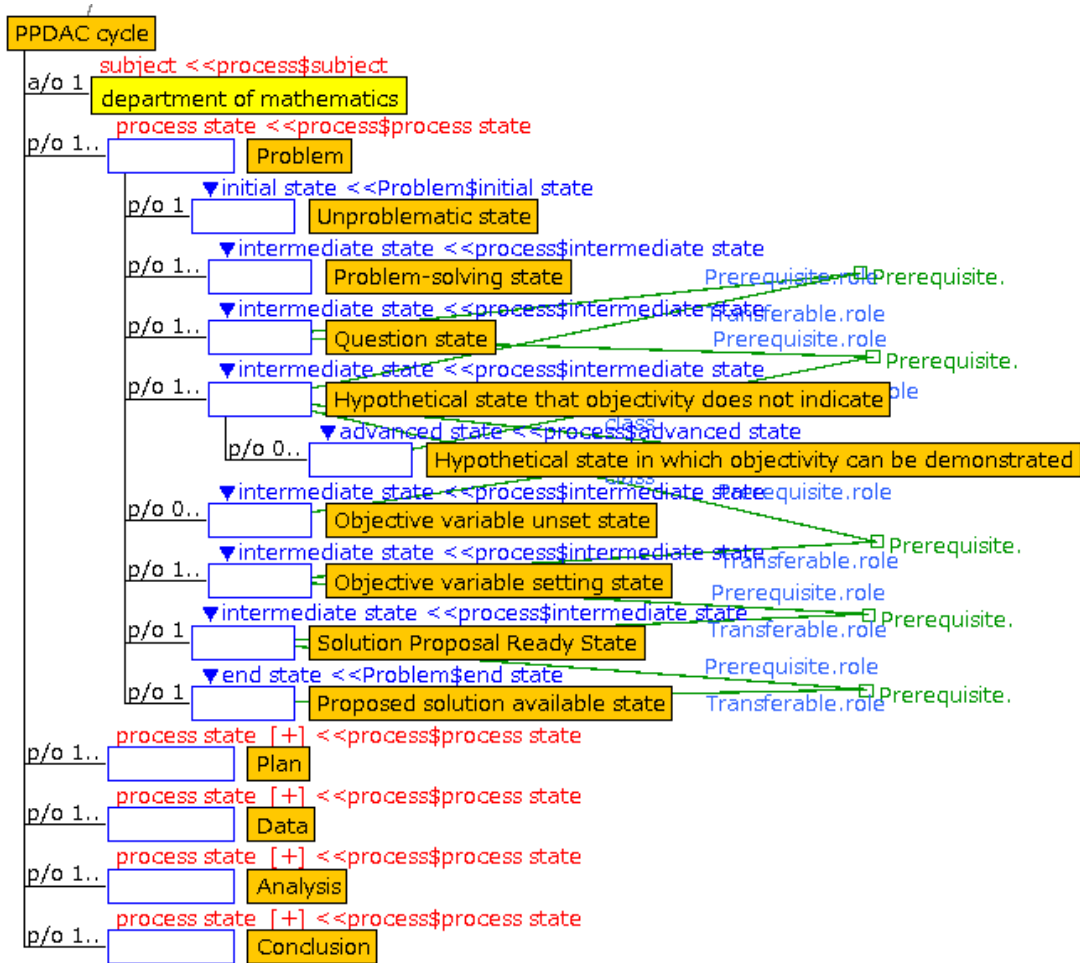 PPDAC cycle
subject <<process$subject
a/o 1
department of mathematics
process state <<process$process state
p/o 1..
Problem
▼initial state <<Problem$initial state
p/o 1
Unproblematic state
▼intermediate state <<process$intermediate state
p/o 1..
Problem-solving state
Prerequisite.role
Prerequisite.
▼intermediate state <<process$intermediate state
Transferable.role
p/o 1..
Question state
Prerequisite.role
Prerequisite.
▼intermediate state <<process$intermediate state
p/o 1..
Hypothetical state that objectivity does not indicate
ole
class
▼advanced state <<process$advanced state
p/o 0..
Hypothetical state in which objectivity can be demonstrated
class
▼intermediate state <<process$intermediate state
Prerequisite.role
p/o 0..
Objective variable unset state
Prerequisite.
▼intermediate state <<process$intermediate state
Transferable.role
p/o 1..
Objective variable setting state
Prerequisite.role
▼intermediate state <<process$intermediate state
Prerequisite.
p/o 1
Solution Proposal Ready State
Transferable.role
▼end state <<Problem$end state
Prerequisite.role
p/o 1
Proposed solution available state
Prerequisite.
Transferable.role
process state [+] <<process$process state
p/o 1..
Plan
process state [+] <<process$process state
p/o 1..
Data
process state [+] <<process$process state
p/o 1..
Analysis
process state [+] <<process$process state
p/o 1..
Conclusion